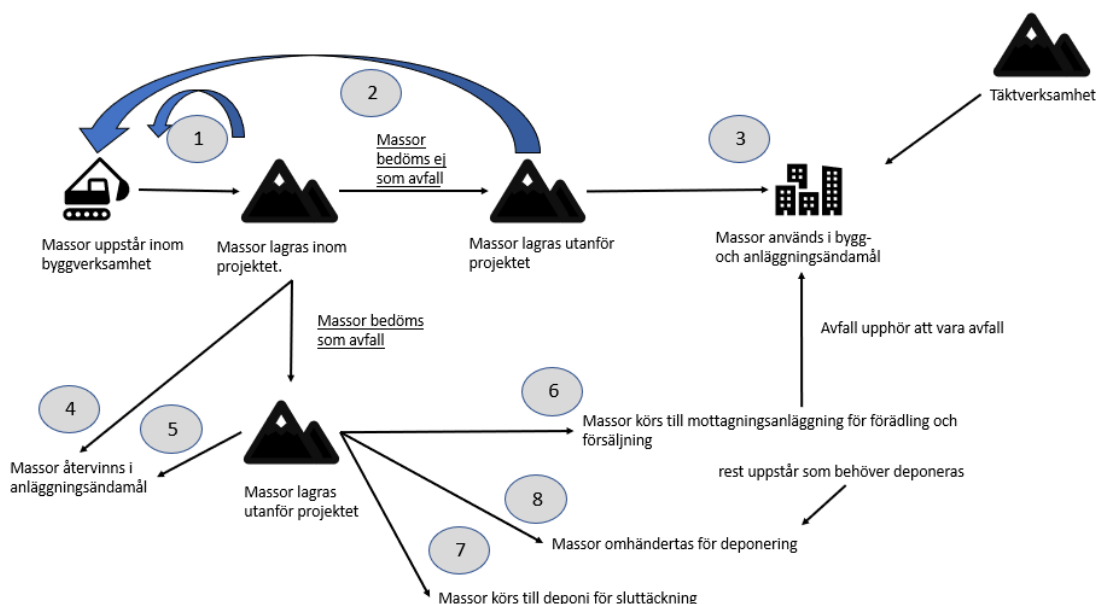 Täktverksamhet
2
1
3
Massor
bedöms ej
som avfall
Massor uppstår inom
byggverksamhet
Massor lagras inom
projektet.
Massor lagras utanför
projektet
Massor används i bygg-
och anläggningsändamål
Massor bedöms
som avfall
Avfall upphör att vara avfall
4
5
6
Massor körs till mottagningsanläggning för förädling och
försäljning
Massor återvinns i
anläggningsändamål
rest uppstår som behöver deponeras
Massor lagras
utanför projektet
8
7
Massor omhändertas för deponering
Massor körs till deponi för sluttäckning